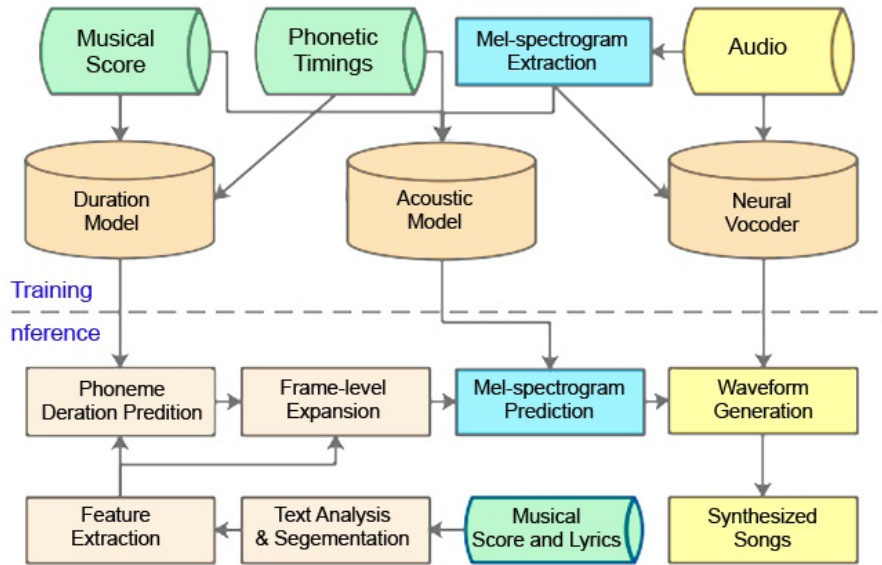 Musical
Score
Phonetic
Timings
Mel-spectrogram
Extraction
Audio
Duration
Model
Acoustic
Model
Neural
Vocoder
Training
nference
Phoneme
Deration Predition
Frame-level
Expansion
Mel-spectrogram
Prediction
Waveform
Generation
Feature
Extraction
Text Analysis
& Segementation
Musical
Score and Lyrics
Synthesized
Songs